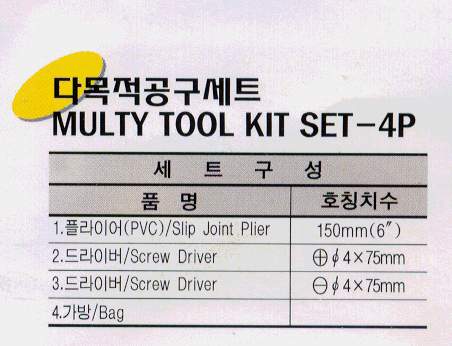 다목적공구세트
MULTY TOOL KIT SET-4P
세 트 구 성
품 명 호칭치수
1.플라이어(PVC)/Slip Joint Plier 150mm(6″)
2.드라이버/Screw Driver ⊕ϕ4×75mm
3.드라이버/Screw Driver ⊖ϕ4×75mm
4.가방/Bag